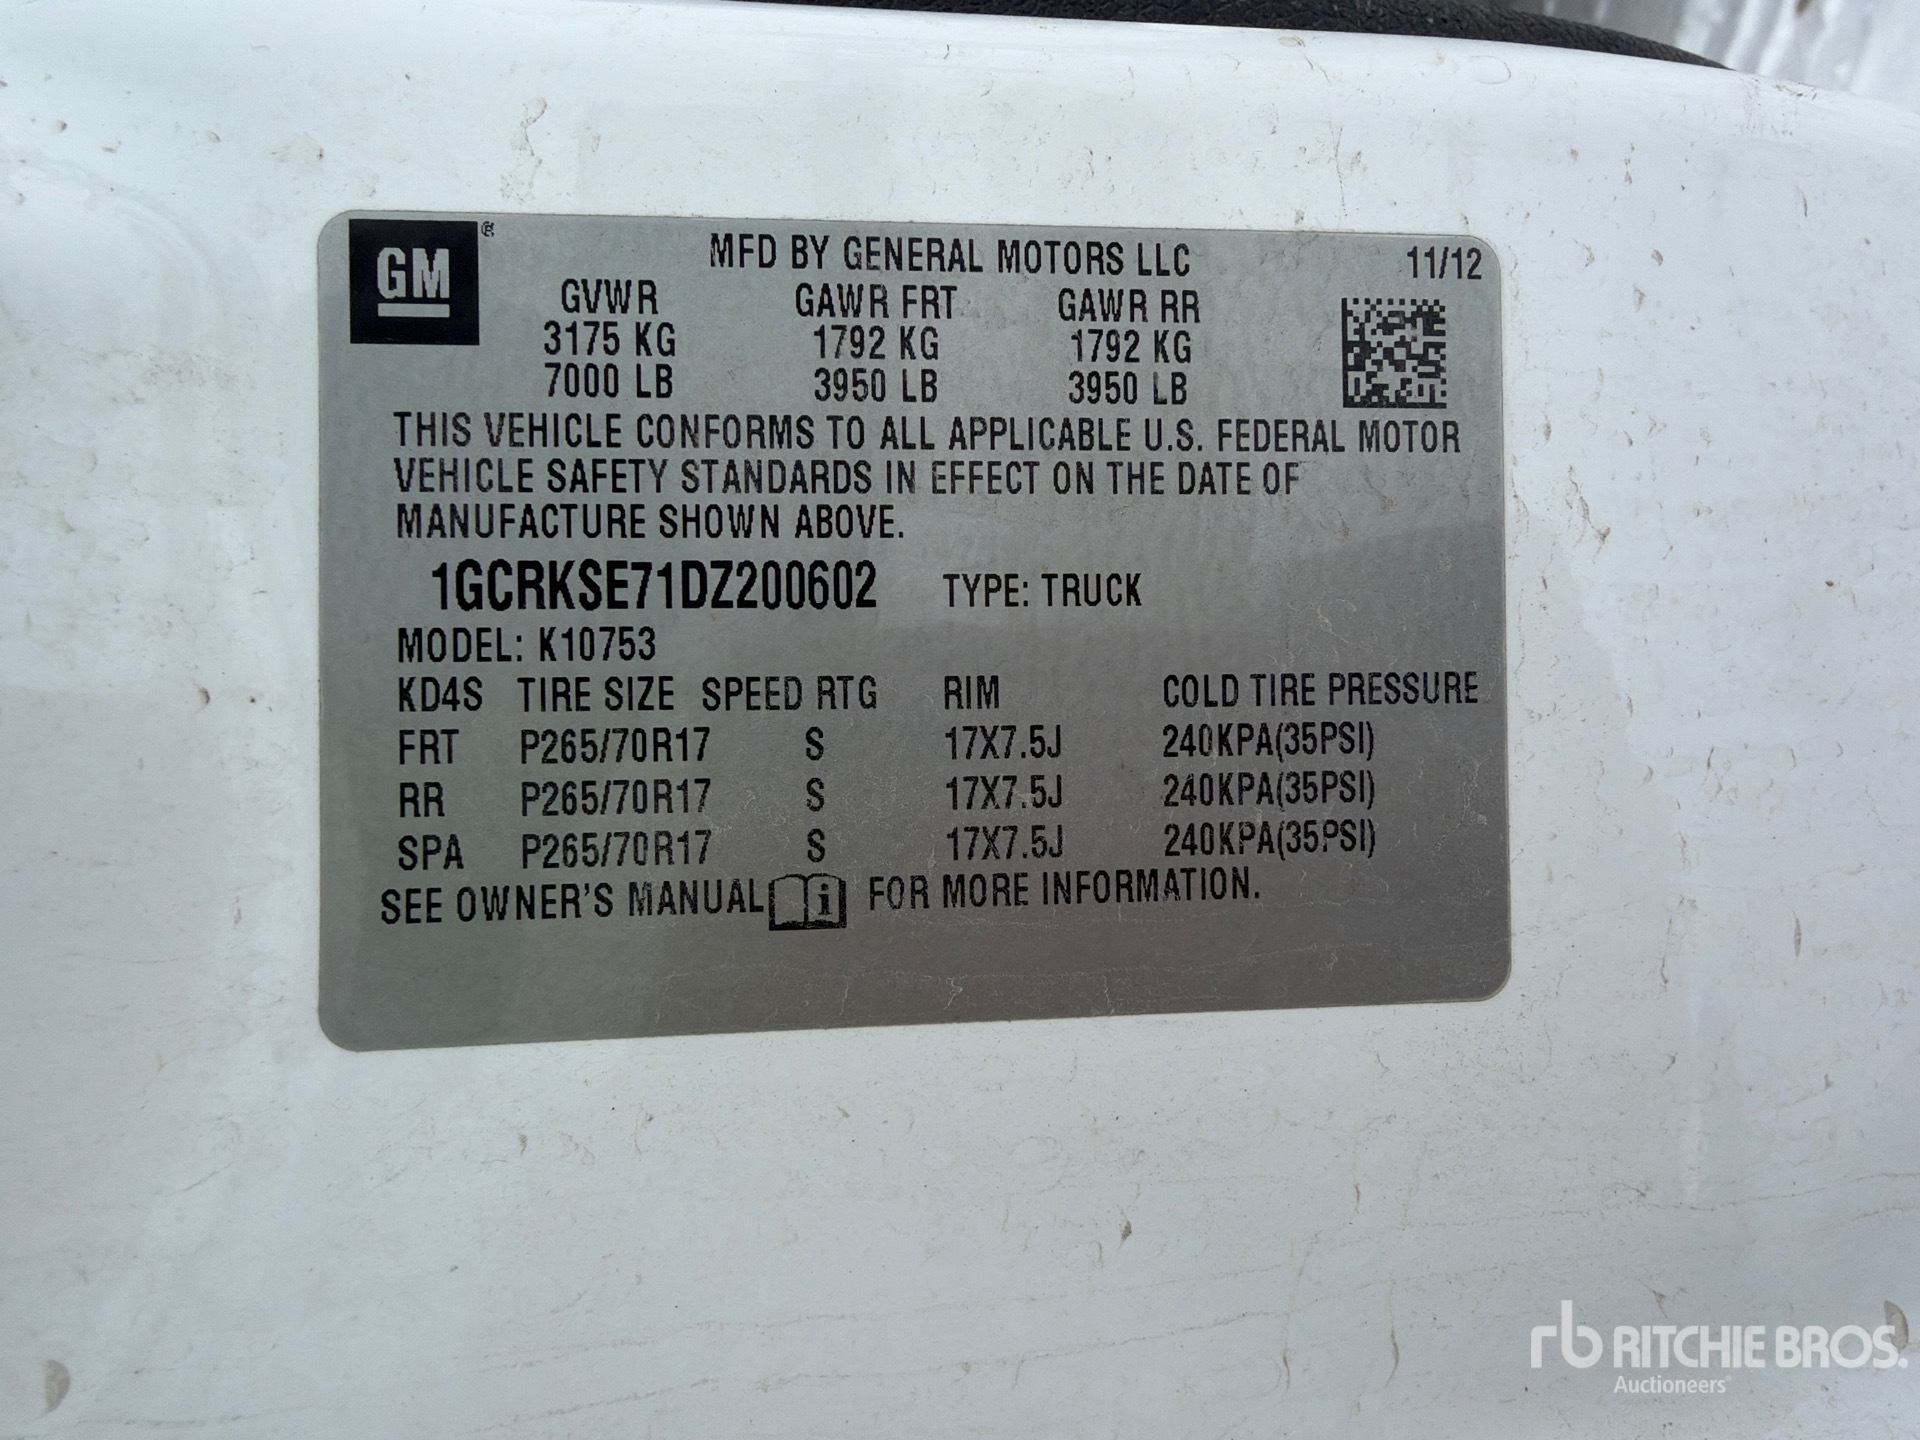 GM®
MFD BY GENERAL MOTORS LLC 11/12
GVWR GAWR FRT GAWR RR
3175 KG 1792 KG 1792 KG
7000 LB 3950 LB 3950 LB
THIS VEHICLE CONFORMS TO ALL APPLICABLE U.S. FEDERAL MOTOR
VEHICLE SAFETY STANDARDS IN EFFECT ON THE DATE OF
MANUFACTURE SHOWN ABOVE.
1GCRKSE71DZ200602 TYPE: TRUCK
MODEL: K10753
KD4S TIRE SIZE SPEED RTG RIM COLD TIRE PRESSURE
FRT P265/70R17 S 17X7.5J 240KPA(35PSI)
RR P265/70R17 S 17X7.5J 240KPA(35PSI)
SPA P265/70R17 S 17X7.5J 240KPA(35PSI)
SEE OWNER'S MANUAL i FOR MORE INFORMATION.
rb RITCHIE BROS.
Auctioneers